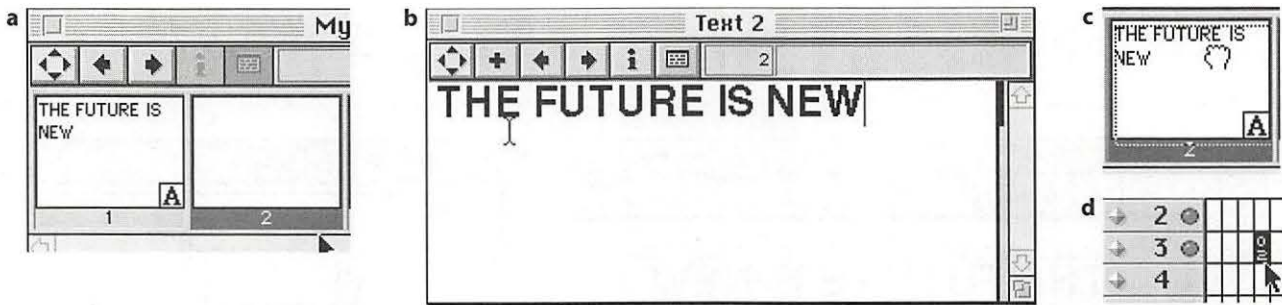 a
My
THE FUTURE IS
NEW
A
1
2
b
Text 2
2
THE FUTURE IS NEW
c
THE FUTURE IS
NEW
A
2
d
2
3
02
4